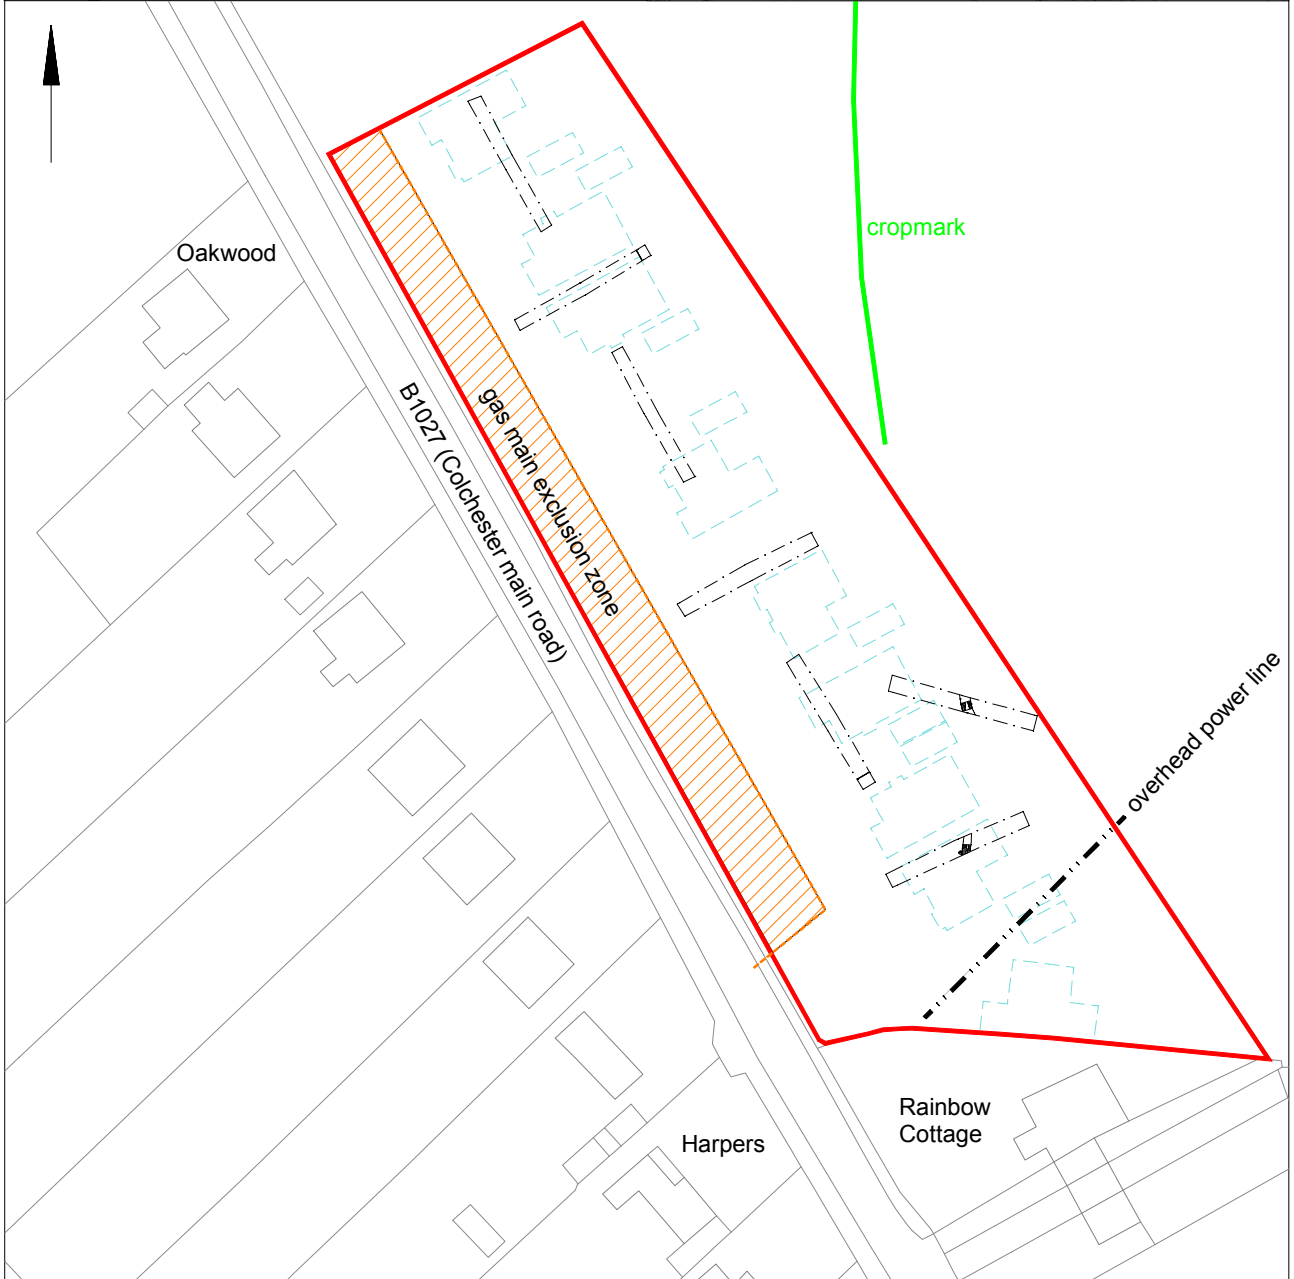 cropmark
Oakwood
gas main exclusion zone
B1027 (Colchester main road)
overhead power line
Rainbow
Cottage
Harpers